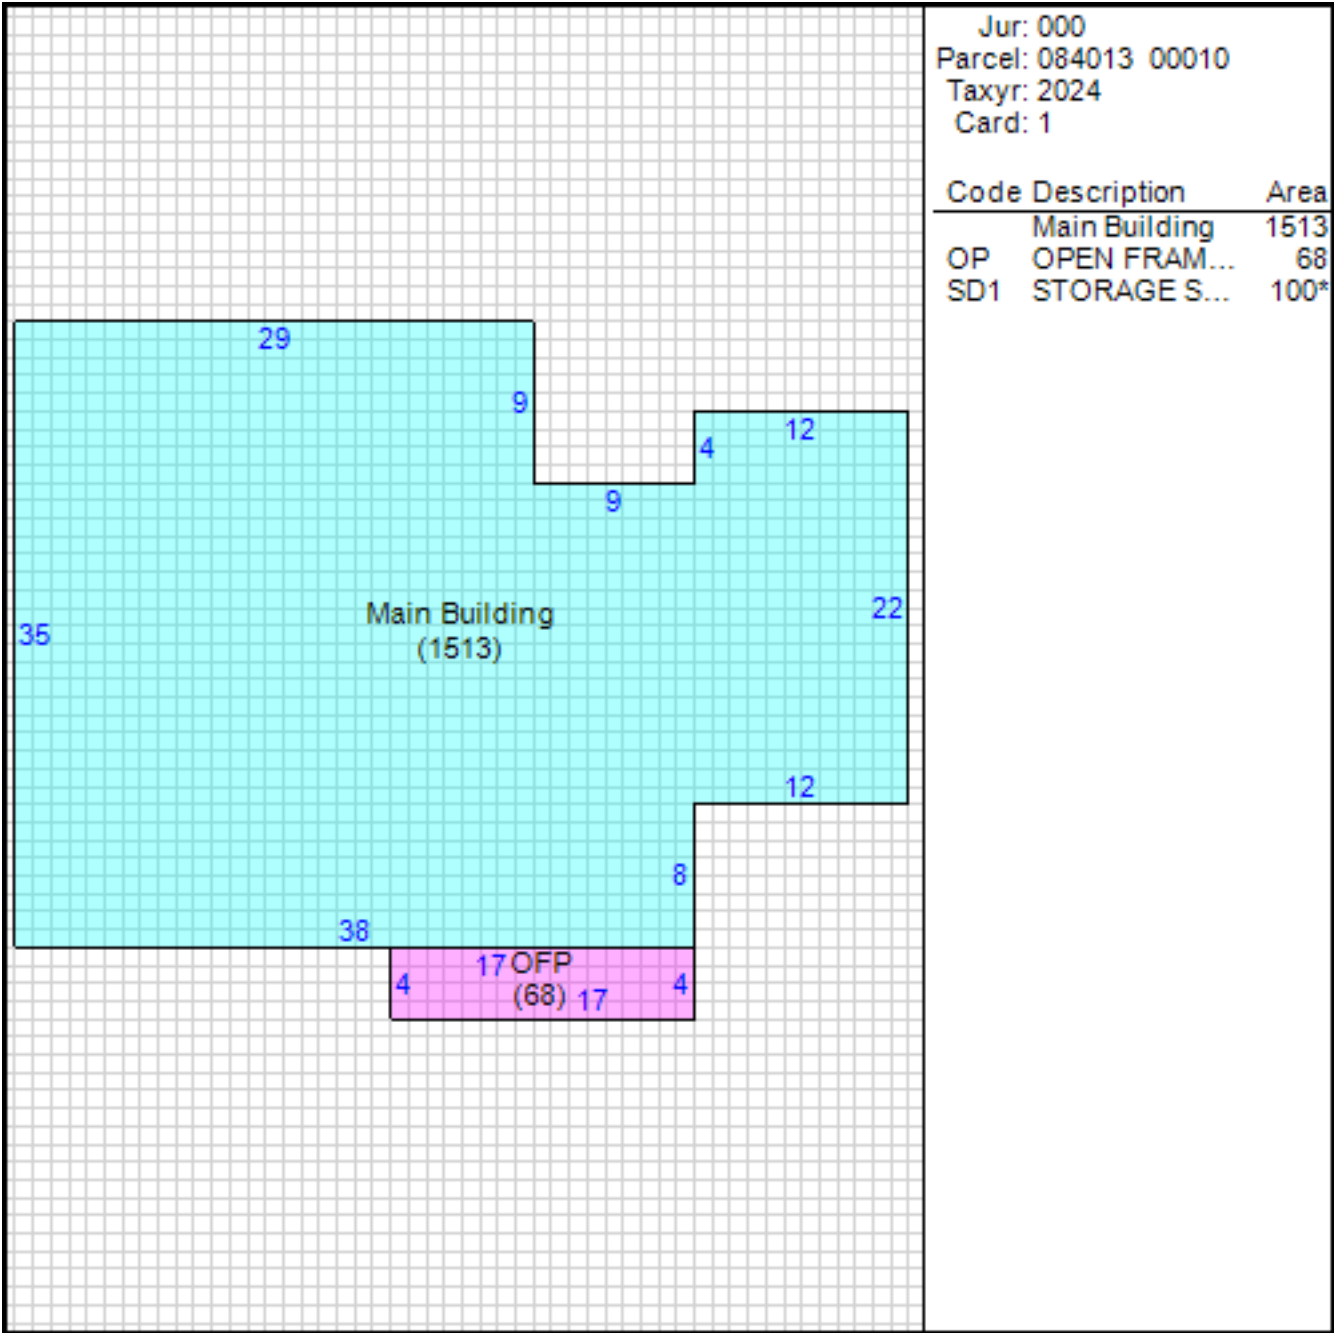 Jur: 000
Parcel: 084013 00010
Taxyr: 2024
Card: 1
Code Description Area
Main Building 1513
OP OPEN FRAM... 68
SD1 STORAGE S... 100*
29
9
12
4
9
Main Building
(1513)
35
22
12
8
38
17 OFP
4 (68) 17 4